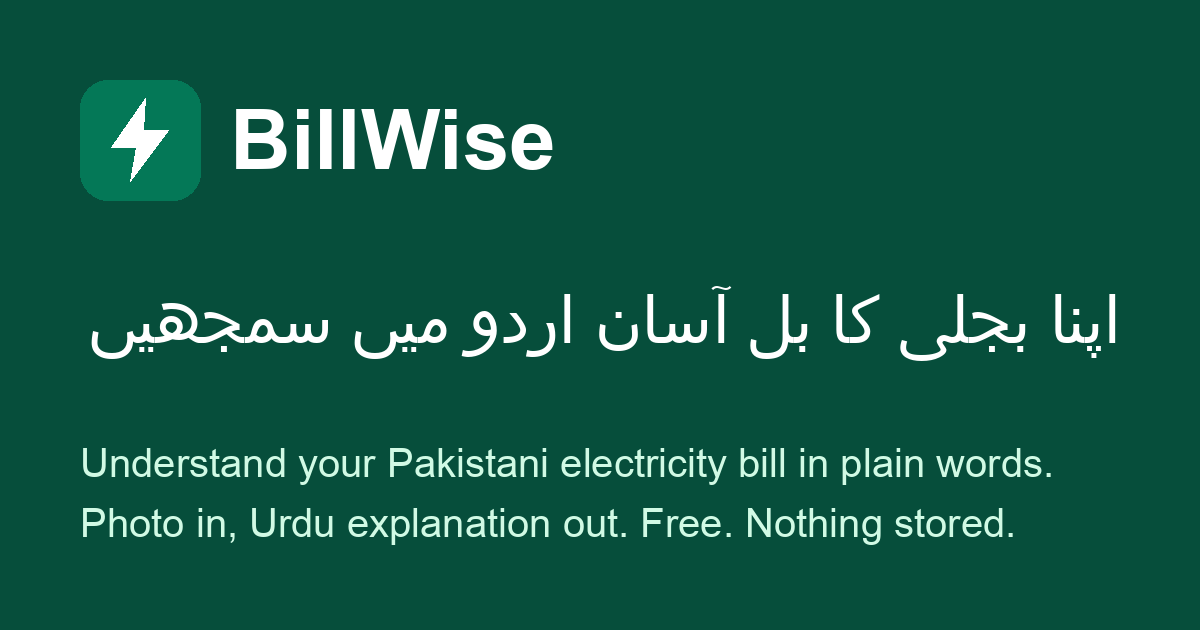 BillWise
اپنا بجلی کا بل آسان اردو میں سمجھیں
Understand your Pakistani electricity bill in plain words.
Photo in, Urdu explanation out. Free. Nothing stored.